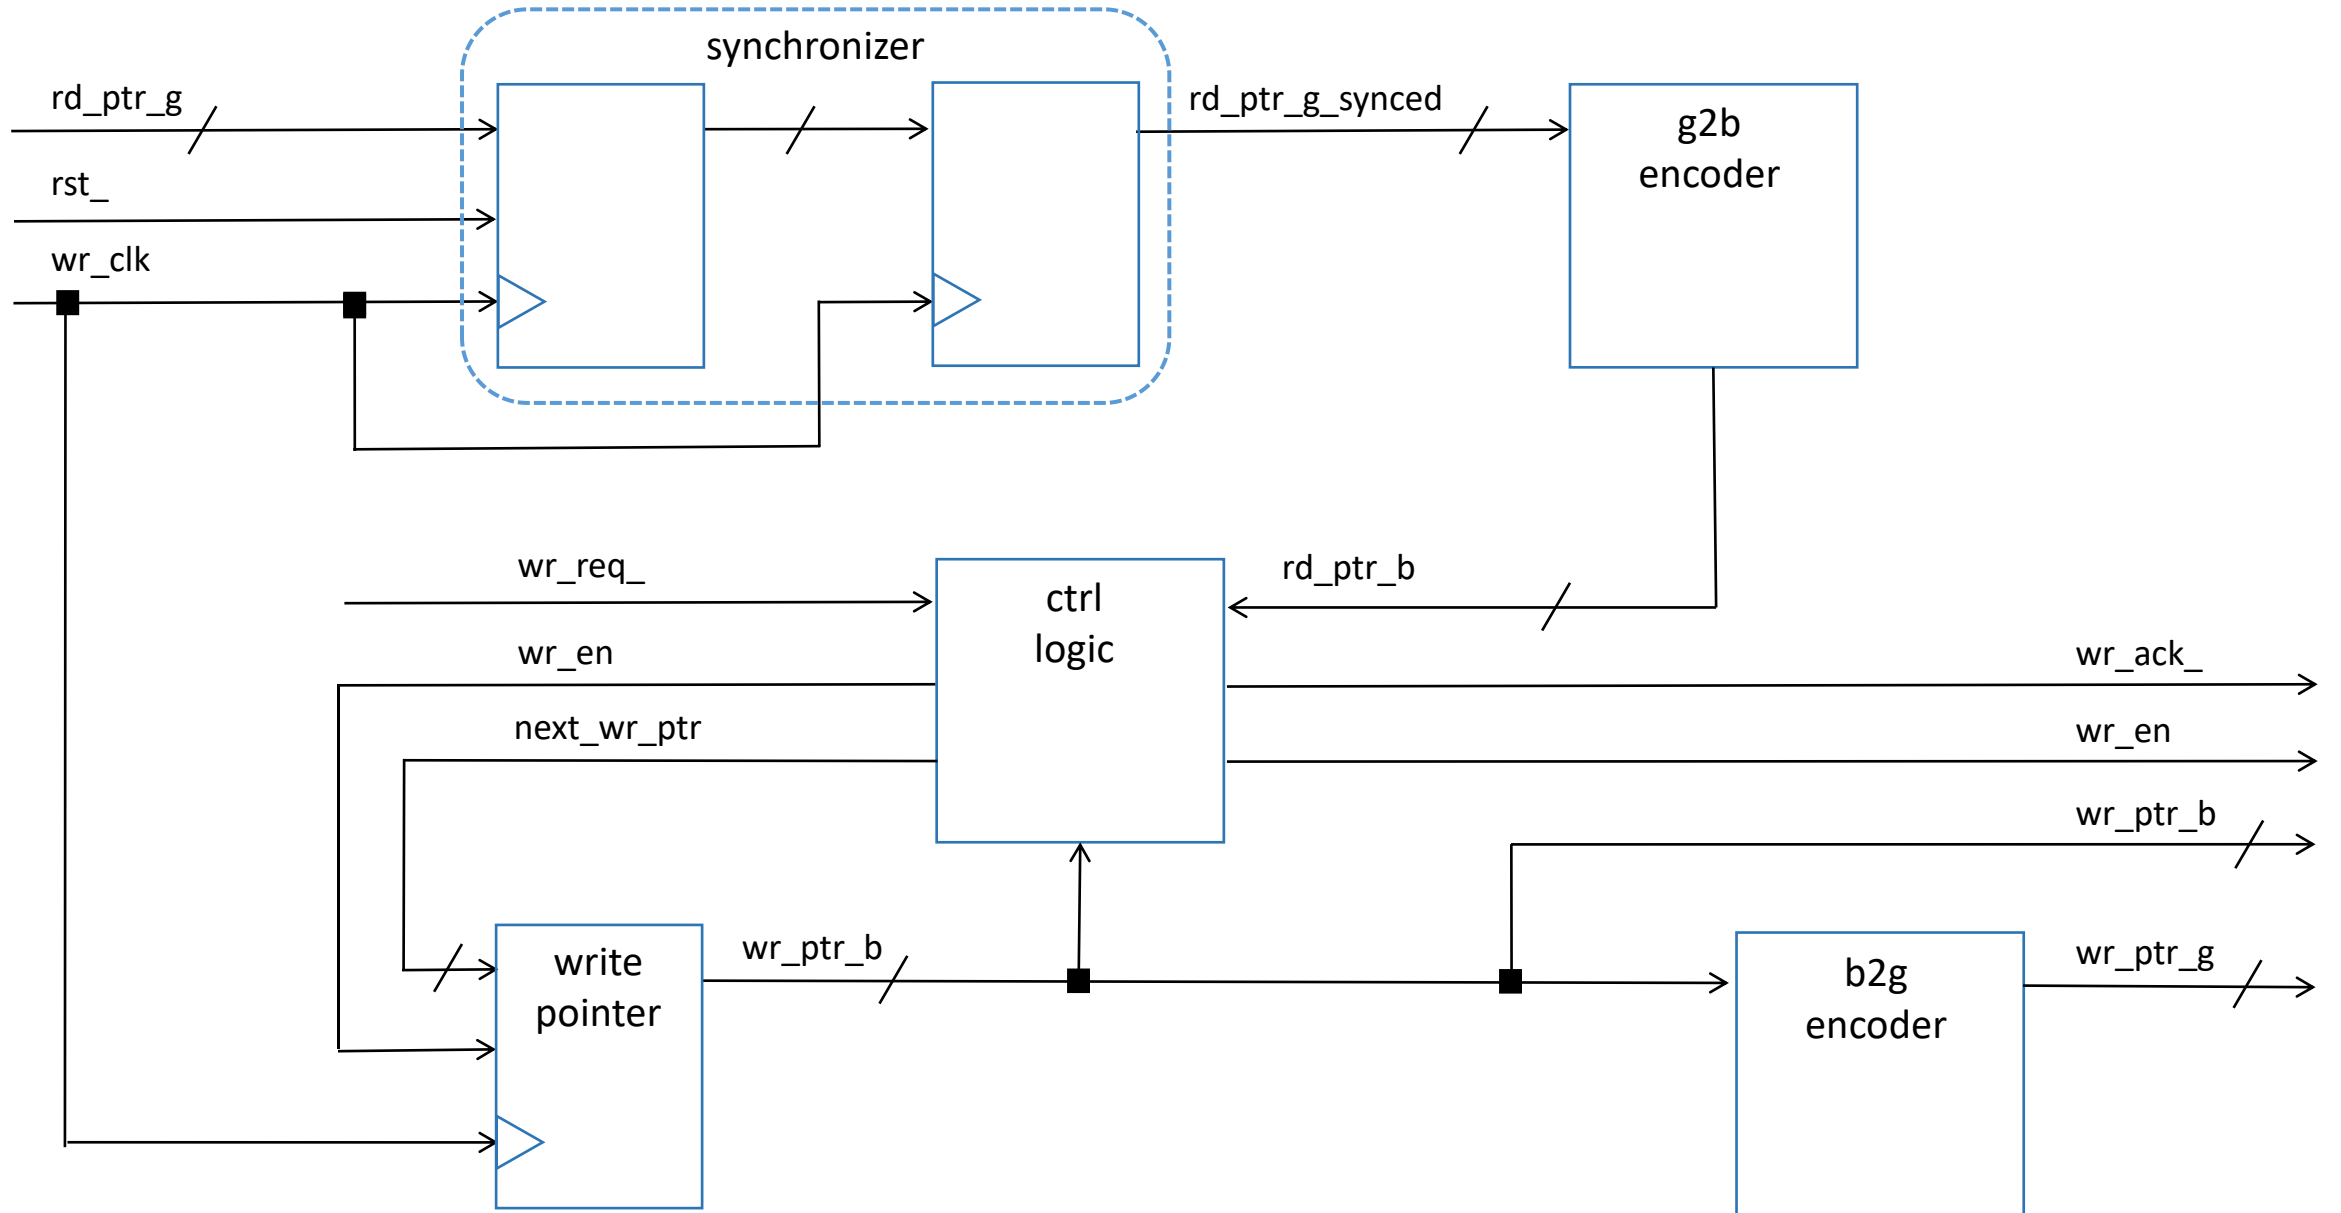 synchronizer
rd_ptr_g
rd_ptr_g_synced
g2b
encoder
rst_
wr_clk
wr_req_
ctrl
logic
rd_ptr_b
wr_en
wr_ack_
next_wr_ptr
wr_en
wr_ptr_b
write
pointer
wr_ptr_b
b2g
encoder
wr_ptr_g